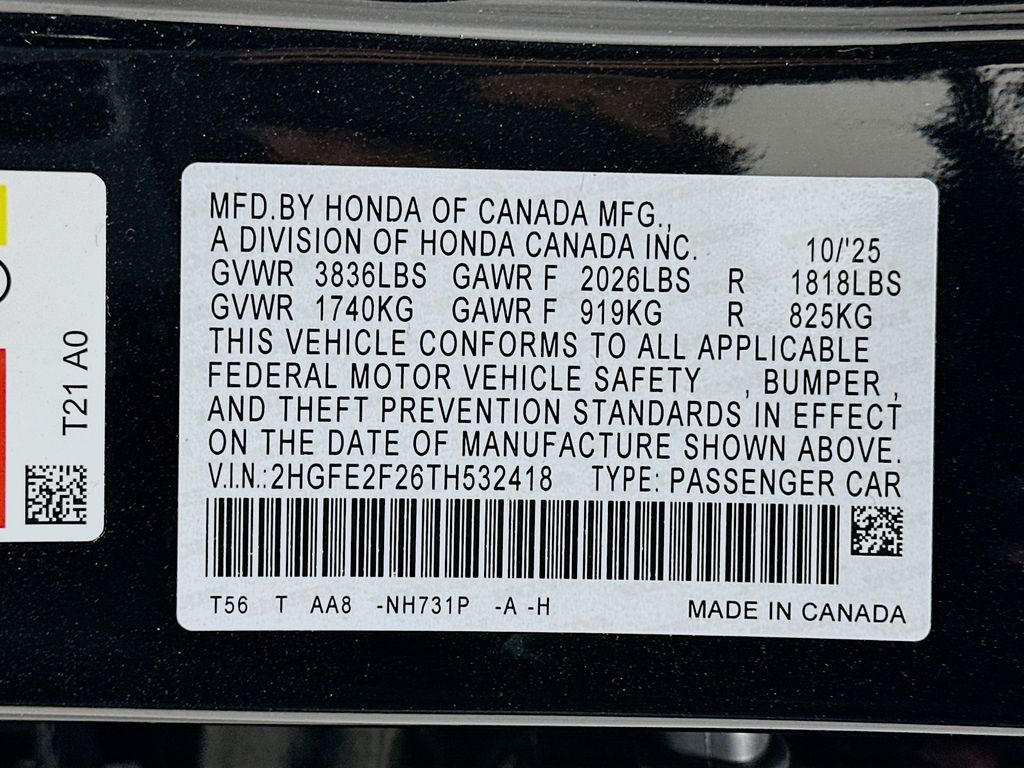 MFD.BY HONDA OF CANADA MFG.,
A DIVISION OF HONDA CANADA INC. 10/'25
GVWR 3836LBS GAWR F 2026LBS R 1818LBS
GVWR 1740KG GAWR F 919KG R 825KG
THIS VEHICLE CONFORMS TO ALL APPLICABLE
FEDERAL MOTOR VEHICLE SAFETY , BUMPER ,
AND THEFT PREVENTION STANDARDS IN EFFECT
ON THE DATE OF MANUFACTURE SHOWN ABOVE.
V.I.N.:2HGFE2F26TH532418 TYPE: PASSENGER CAR
T56 T AA8 -NH731P -A -H MADE IN CANADA
T21 A0